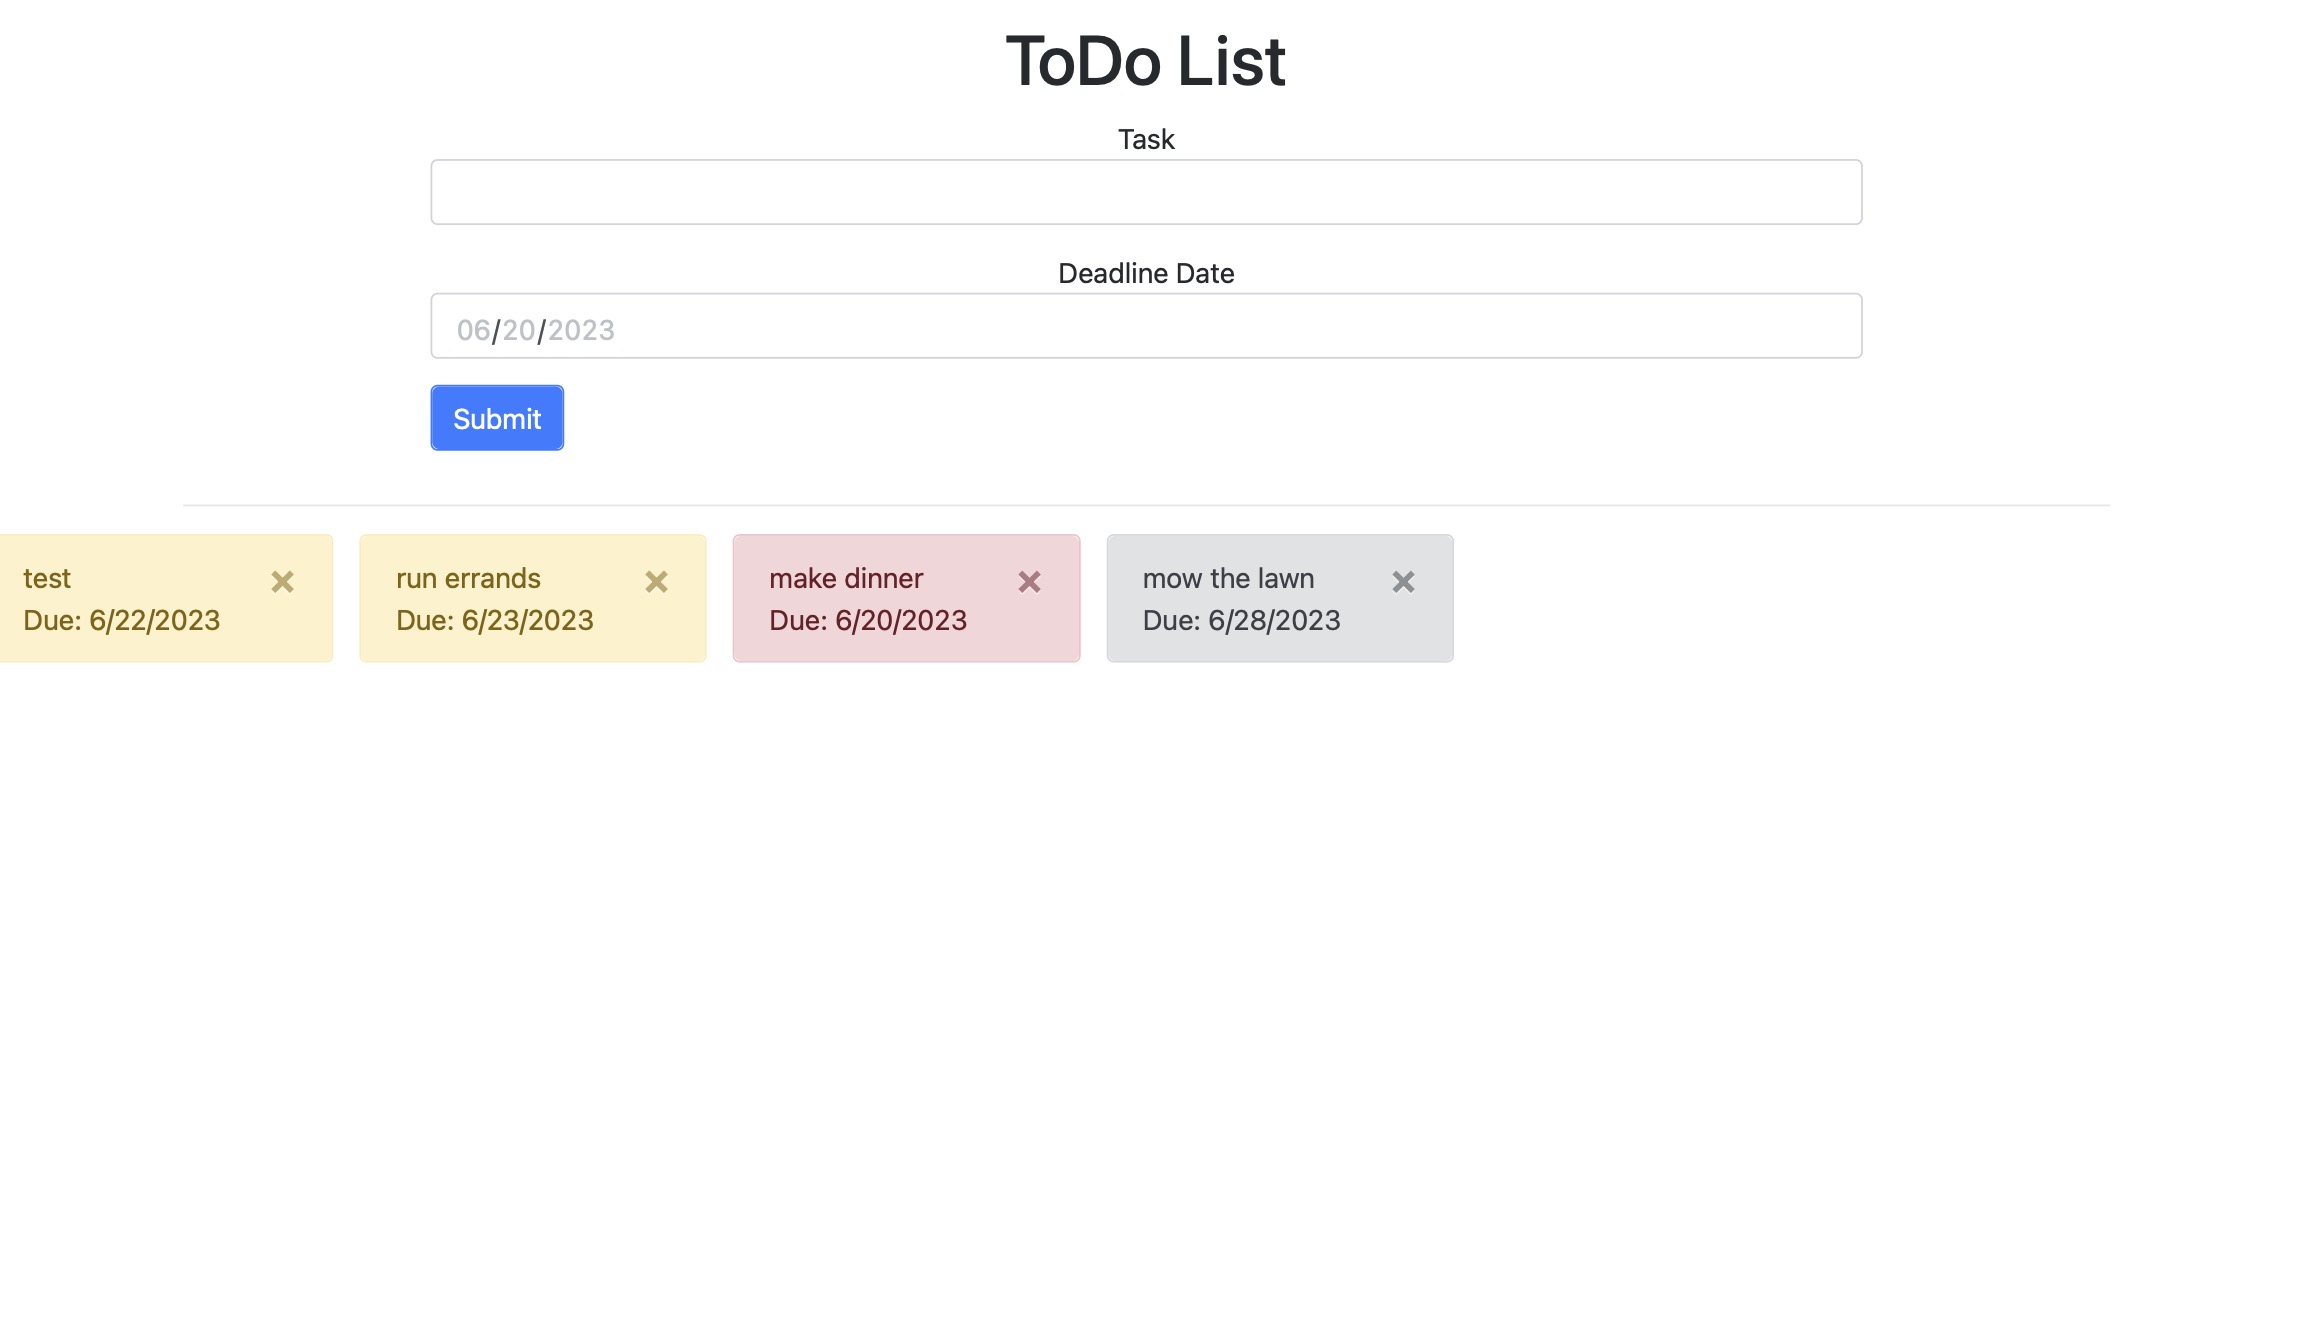 ToDo List
Task
Deadline Date
06/20/2023
Submit
test
Due: 6/22/2023
run errands
Due: 6/23/2023
make dinner
Due: 6/20/2023
mow the lawn
Due: 6/28/2023